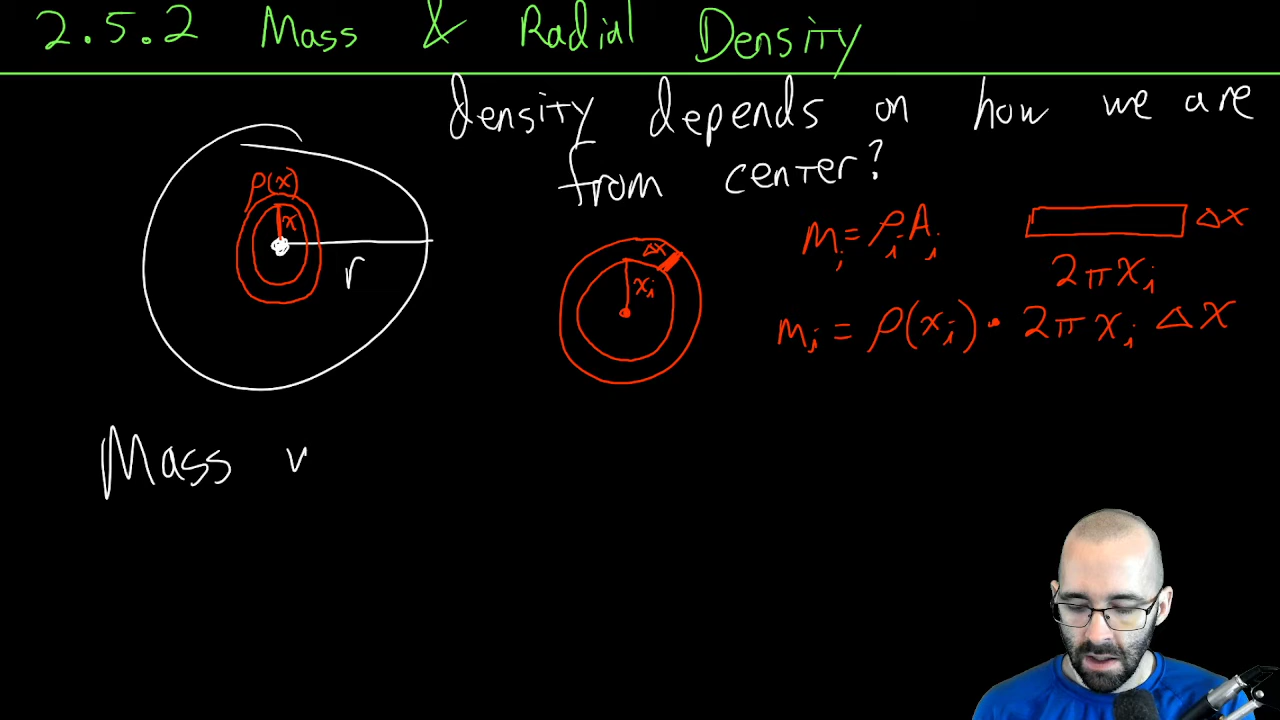 2.5.2 Mass & Radial Density
density depends on how we are
from center?
ρ(x)
x
r
Δx
xᵢ
mᵢ = ρᵢ Aᵢ
Δx
2πxᵢ
mᵢ = ρ(xᵢ) · 2πxᵢ Δx
Mass